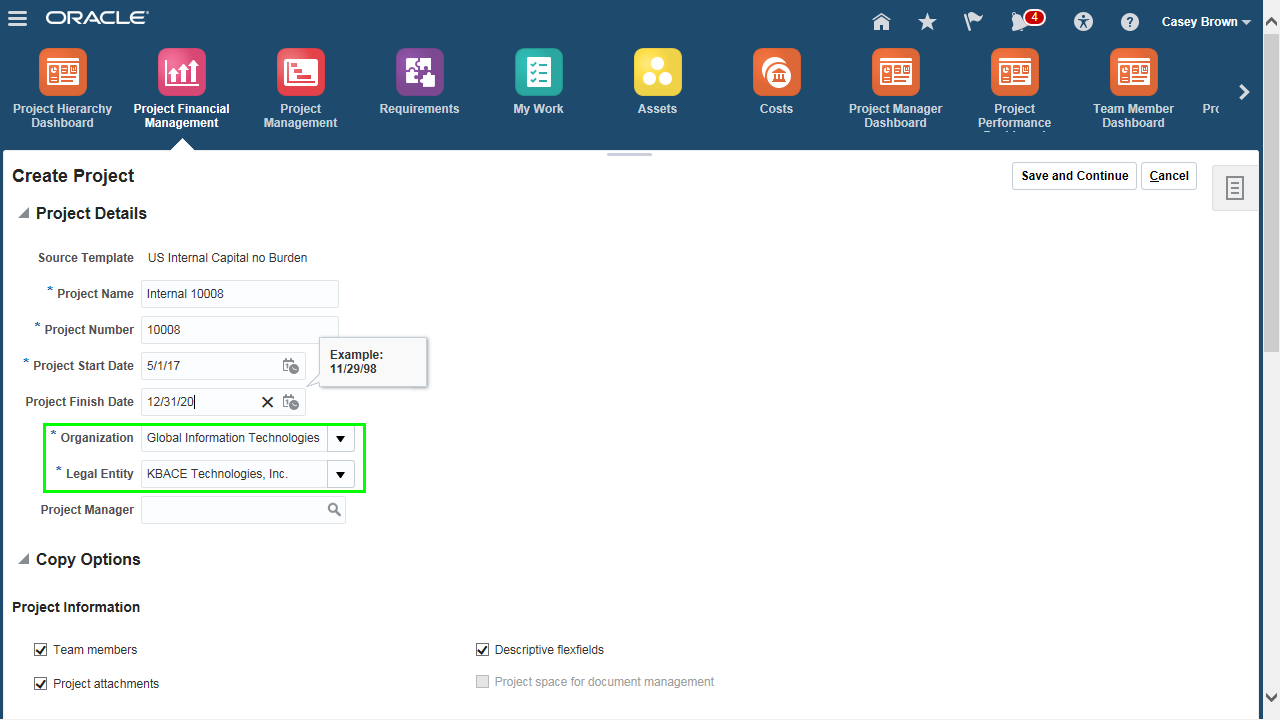 ORACLE
4
Casey Brown
Project Hierarchy
Dashboard
Project Financial
Management
Project
Management
Requirements
My Work
Assets
Costs
Project Manager
Dashboard
Project
Performance
Team Member
Dashboard
Pro
Create Project
Save and Continue
Cancel
Project Details
Source Template US Internal Capital no Burden
* Project Name Internal 10008
* Project Number 10008
* Project Start Date 5/1/17
Example:
11/29/98
Project Finish Date 12/31/20
* Organization Global Information Technologies
* Legal Entity KBACE Technologies, Inc.
Project Manager
Copy Options
Project Information
Team members
Descriptive flexfields
Project attachments
Project space for document management